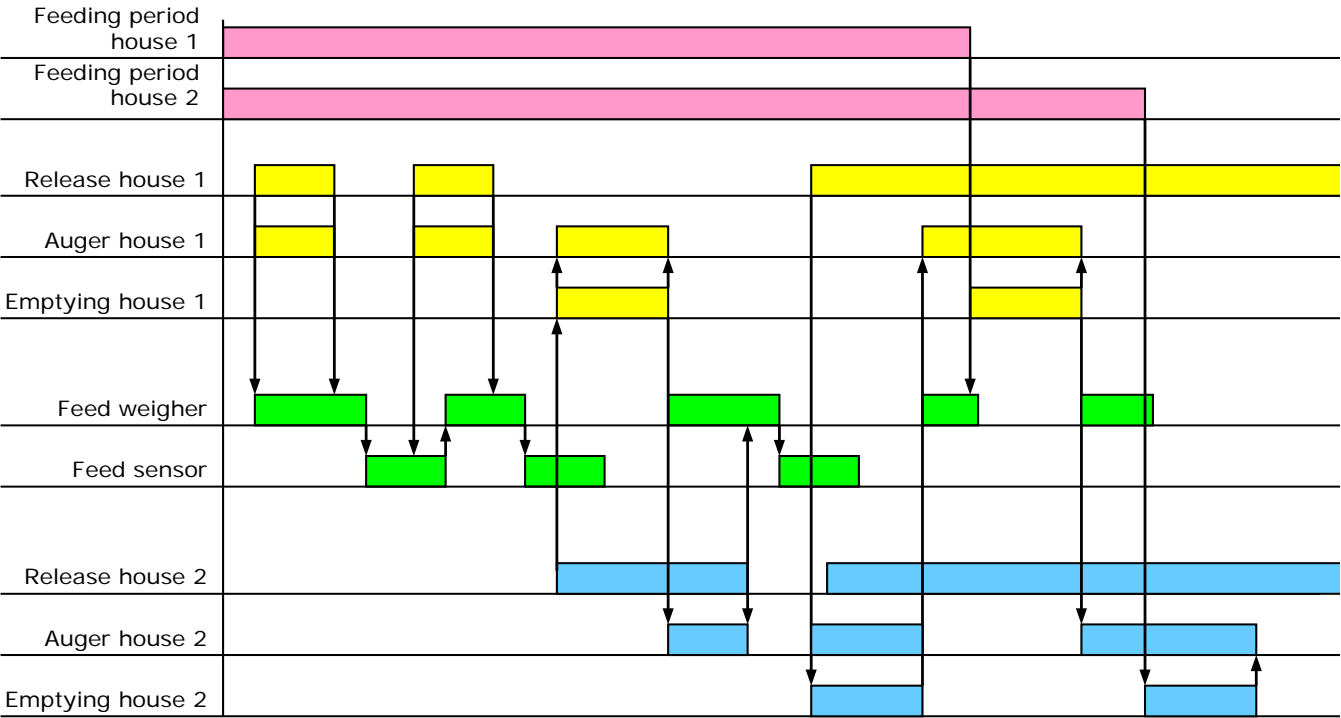 Feeding period
house 1
Feeding period
house 2
Release house 1
Auger house 1
Emptying house 1
Feed weigher
Feed sensor
Release house 2
Auger house 2
Emptying house 2